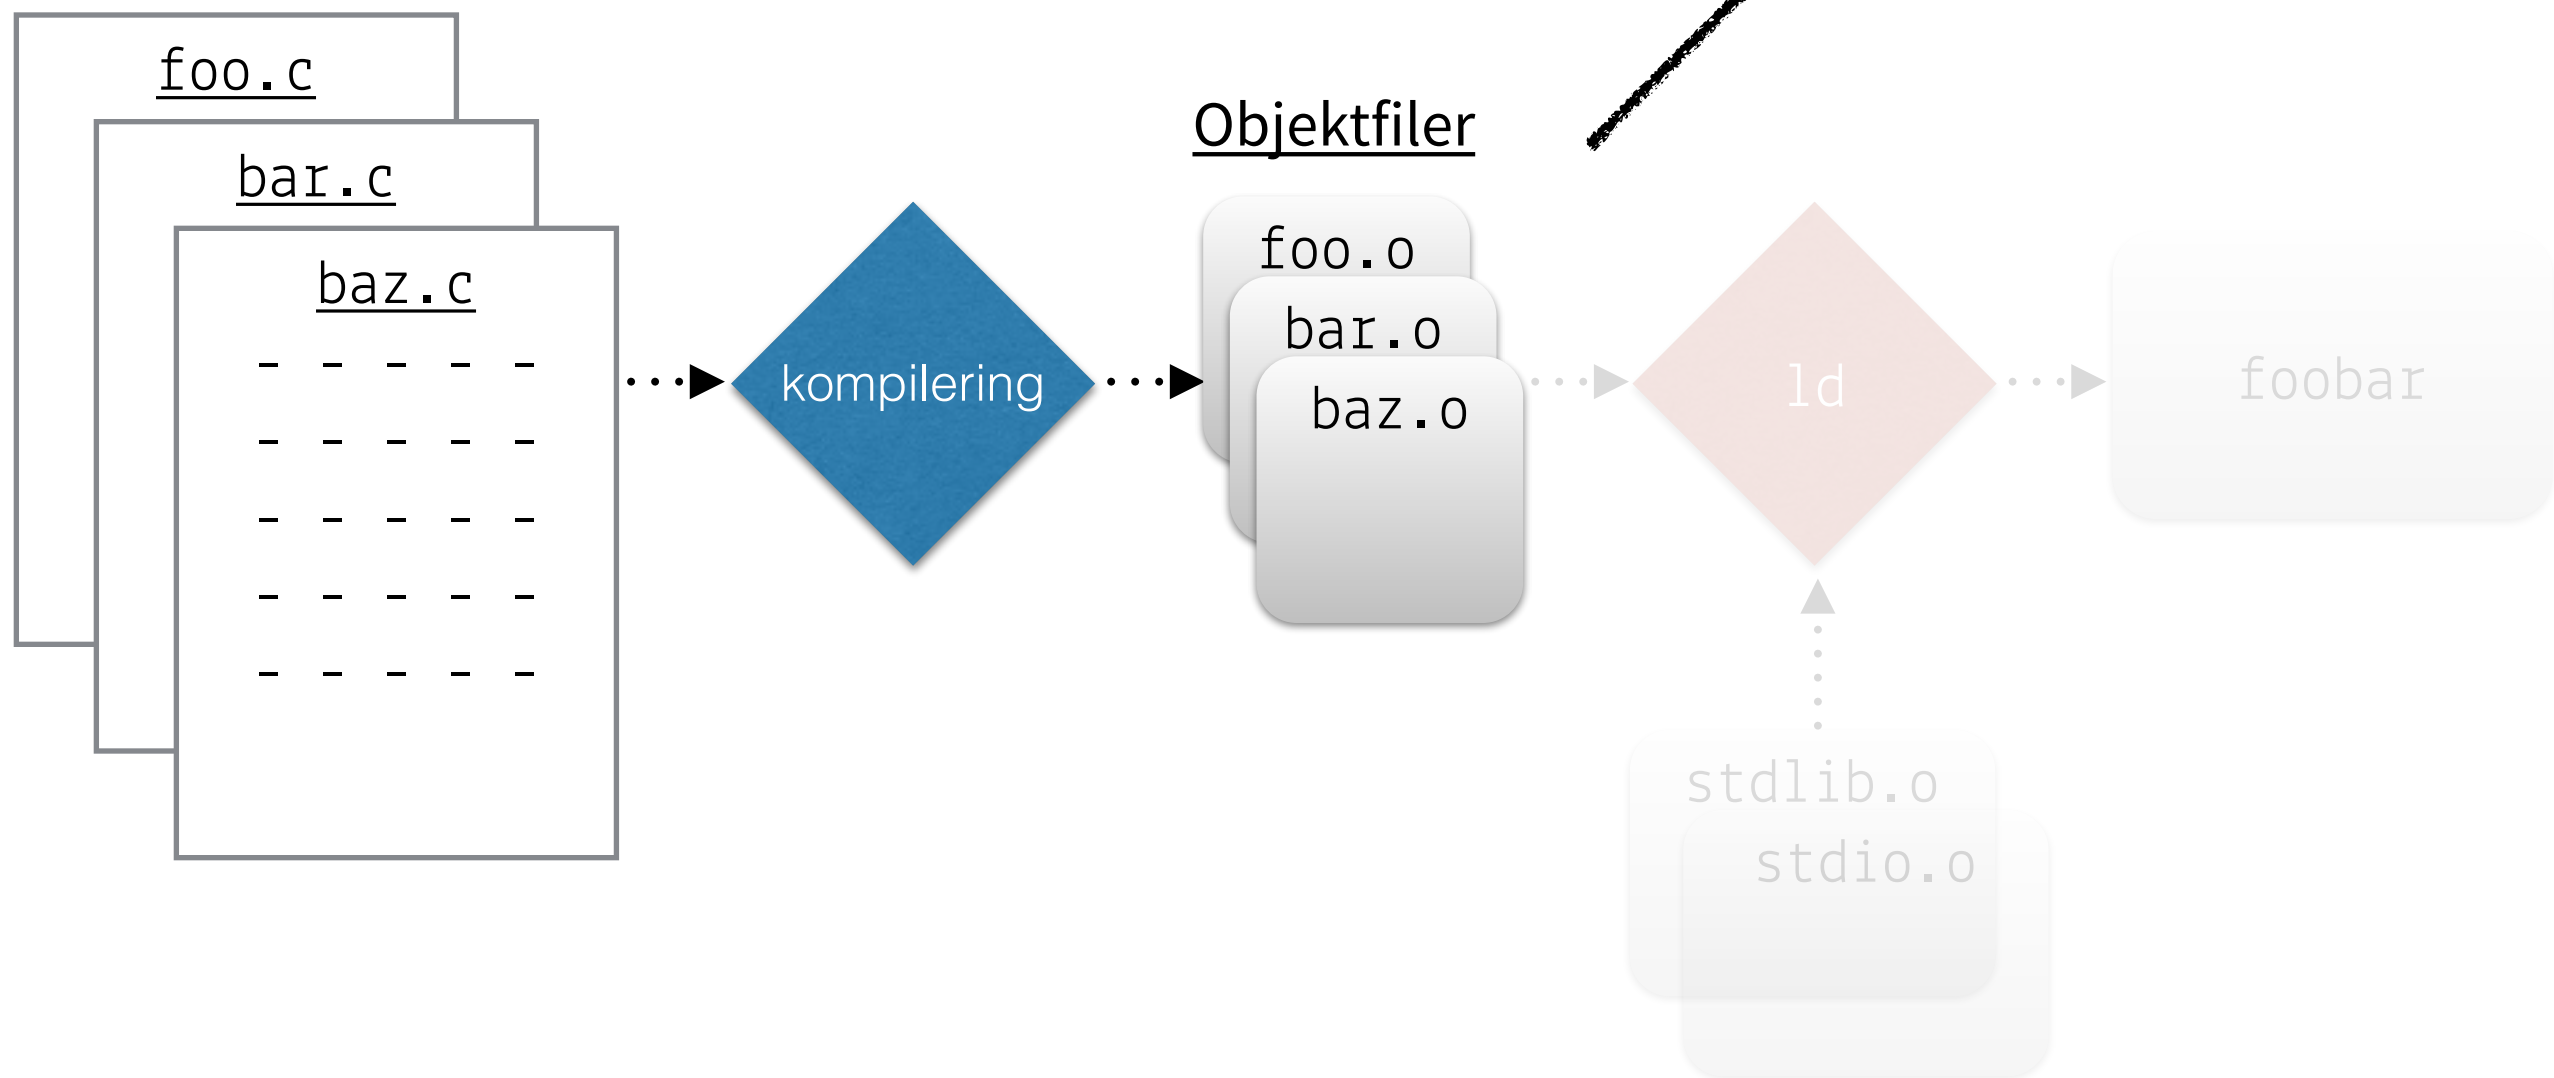 foo.c
bar.c
baz.c
- - - - -
- - - - -
- - - - -
- - - - -
- - - - -
kompilering
Objektfiler
foo.o
bar.o
baz.o
ld
foobar
stdlib.o
stdio.o